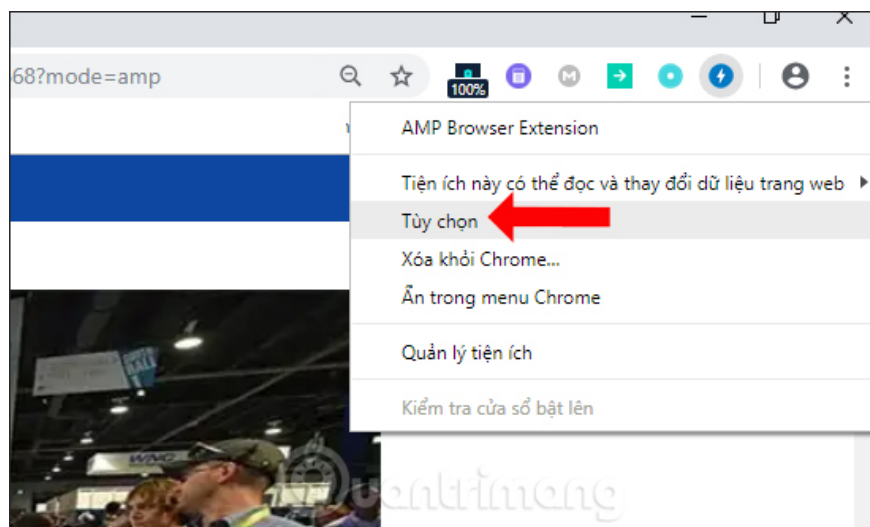 68?mode=amp
100%
AMP Browser Extension
Tiện ích này có thể đọc và thay đổi dữ liệu trang web
Tùy chọn
Xóa khỏi Chrome...
Ẩn trong menu Chrome
Quản lý tiện ích
Kiểm tra cửa sổ bật lên
WNC
Quantrimang